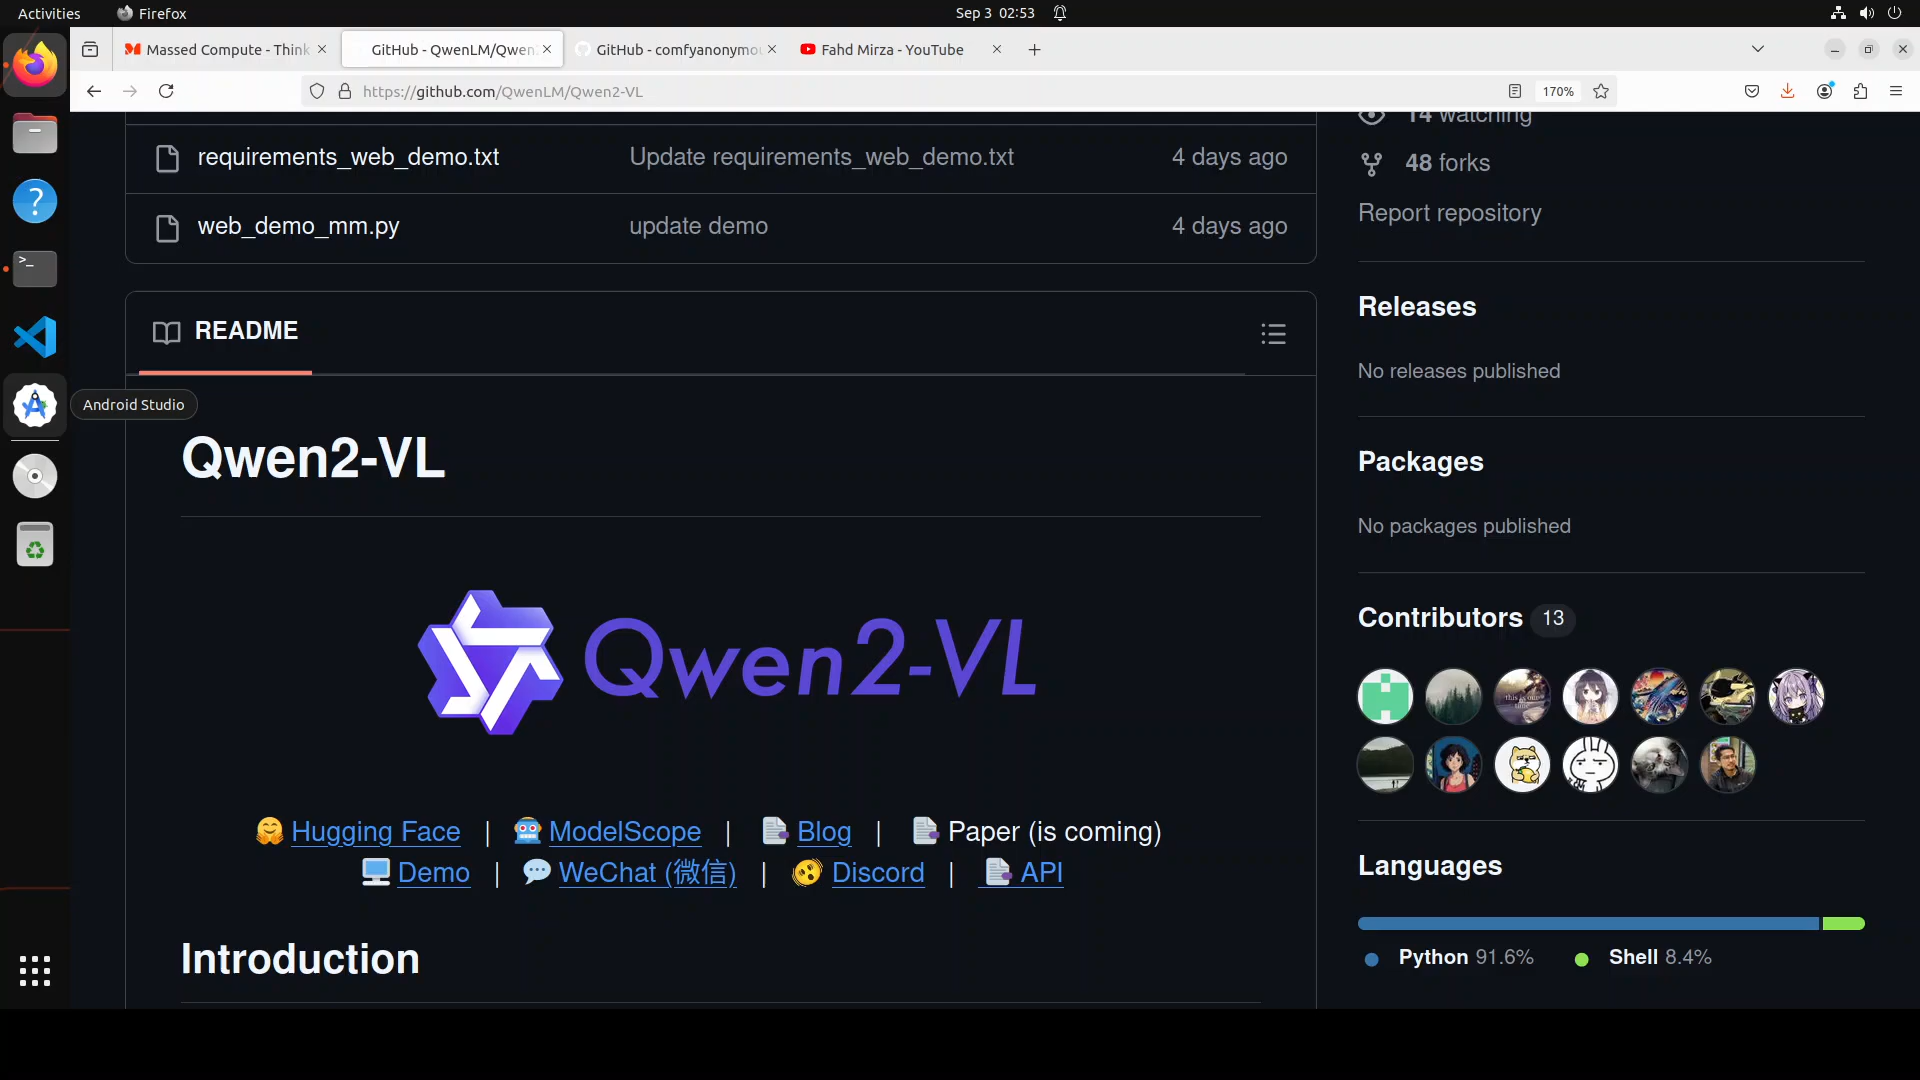 Activities
Firefox
Sep 3 02:53
Massed Compute - Think
GitHub - QwenLM/Qwen
GitHub - comfyanonymou
Fahd Mirza - YouTube
https://github.com/QwenLM/Qwen2-VL
170%
14 watching
requirements_web_demo.txt Update requirements_web_demo.txt 4 days ago
web_demo_mm.py update demo 4 days ago
48 forks
Report repository
README
Android Studio
Qwen2-VL
Qwen2-VL
Hugging Face | ModelScope | Blog | Paper (is coming)
Demo | WeChat (微信) | Discord | API
Introduction
Releases
No releases published
Packages
No packages published
Contributors 13
Languages
Python 91.6% Shell 8.4%